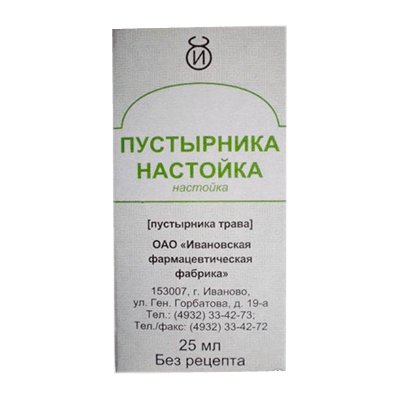 И
ПУСТЫРНИКА
НАСТОЙКА
настойка
[пустырника трава]
ОАО «Ивановская
фармацевтическая
фабрика»
153007, г. Иваново,
ул. Ген. Горбатова, д. 19-а
Тел.: (4932) 33-42-73;
Тел./факс: (4932) 33-42-72
25 мл
Без рецепта